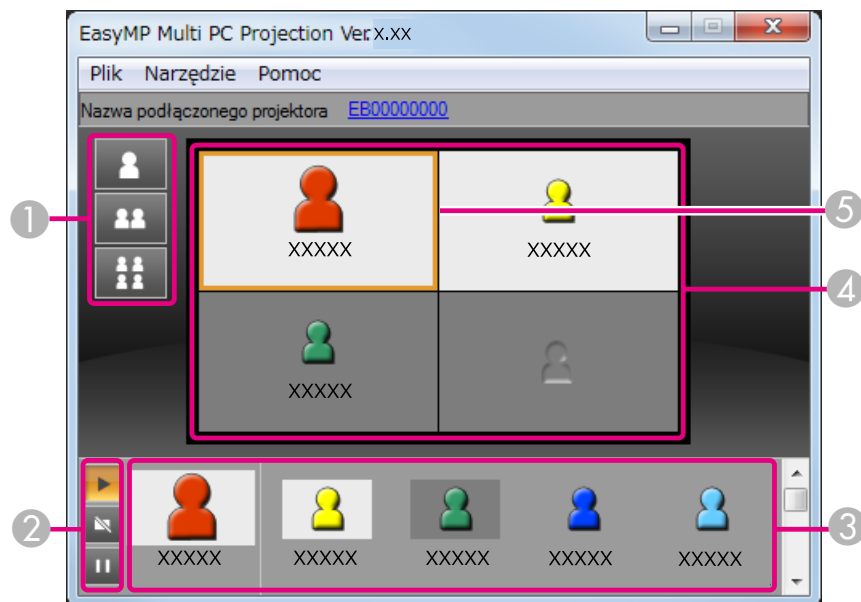 EasyMP Multi PC Projection Ver. X.XX
Plik Narzędzie Pomoc
Nazwa podłączonego projektora EB00000000
1
2
3
4
5
XXXXX XXXXX
XXXXX
XXXXX XXXXX XXXXX XXXXX XXXXX